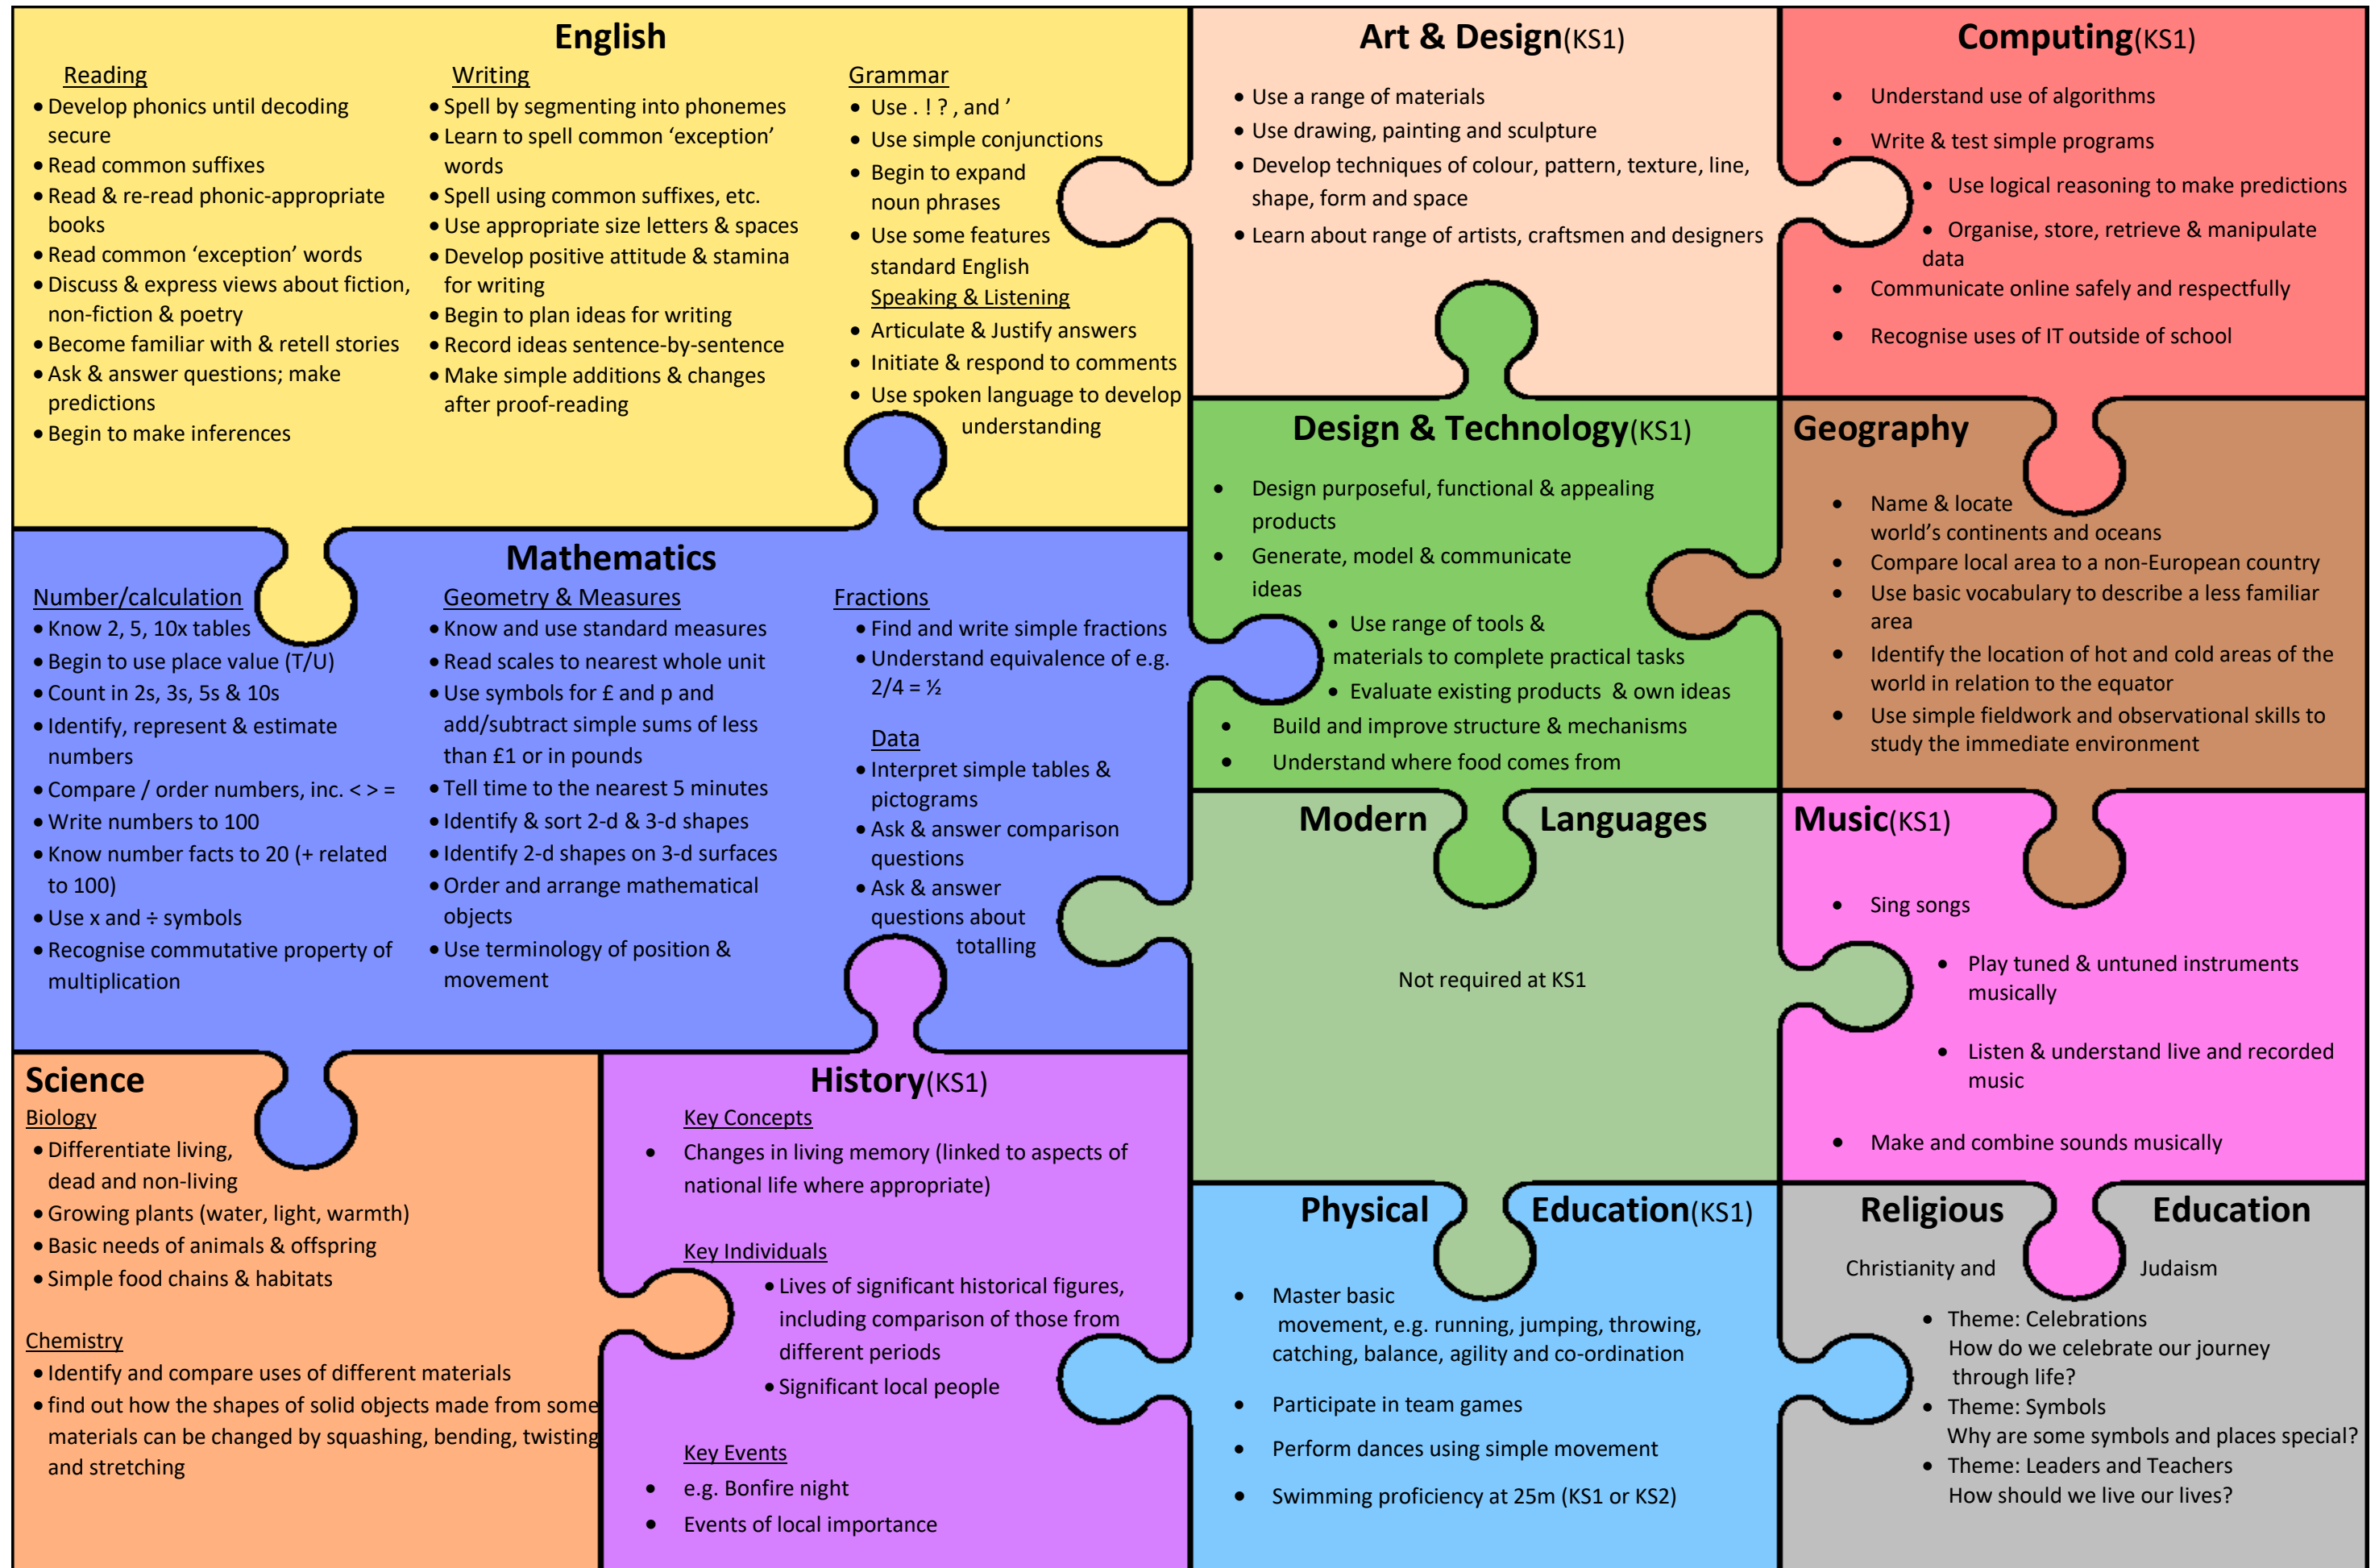 English
Reading
• Develop phonics until decoding
secure
• Read common suffixes
• Read & re-read phonic-appropriate
books
• Read common ‘exception’ words
• Discuss & express views about fiction,
non-fiction & poetry
• Become familiar with & retell stories
• Ask & answer questions; make
predictions
• Begin to make inferences
Writing
• Spell by segmenting into phonemes
• Learn to spell common ‘exception’
words
• Spell using common suffixes, etc.
• Use appropriate size letters & spaces
• Develop positive attitude & stamina
for writing
• Begin to plan ideas for writing
• Record ideas sentence-by-sentence
• Make simple additions & changes
after proof-reading
Grammar
• Use . ! ? , and ’
• Use simple conjunctions
• Begin to expand
noun phrases
• Use some features
standard English
Speaking & Listening
• Articulate & Justify answers
• Initiate & respond to comments
• Use spoken language to develop
understanding
Art & Design(KS1)
• Use a range of materials
• Use drawing, painting and sculpture
• Develop techniques of colour, pattern, texture, line,
shape, form and space
• Learn about range of artists, craftsmen and designers
Computing(KS1)
• Understand use of algorithms
• Write & test simple programs
• Use logical reasoning to make predictions
• Organise, store, retrieve & manipulate
data
• Communicate online safely and respectfully
• Recognise uses of IT outside of school
Mathematics
Number/calculation
• Know 2, 5, 10x tables
• Begin to use place value (T/U)
• Count in 2s, 3s, 5s & 10s
• Identify, represent & estimate
numbers
• Compare / order numbers, inc. < > =
• Write numbers to 100
• Know number facts to 20 (+ related
to 100)
• Use x and ÷ symbols
• Recognise commutative property of
multiplication
Geometry & Measures
• Know and use standard measures
• Read scales to nearest whole unit
• Use symbols for £ and p and
add/subtract simple sums of less
than £1 or in pounds
• Tell time to the nearest 5 minutes
• Identify & sort 2-d & 3-d shapes
• Identify 2-d shapes on 3-d surfaces
• Order and arrange mathematical
objects
• Use terminology of position &
movement
Fractions
• Find and write simple fractions
• Understand equivalence of e.g.
2/4 = ½
Data
• Interpret simple tables &
pictograms
• Ask & answer comparison
questions
• Ask & answer
questions about
totalling
Design & Technology(KS1)
• Design purposeful, functional & appealing
products
• Generate, model & communicate
ideas
• Use range of tools &
materials to complete practical tasks
• Evaluate existing products & own ideas
• Build and improve structure & mechanisms
• Understand where food comes from
Geography
• Name & locate
world’s continents and oceans
• Compare local area to a non-European country
• Use basic vocabulary to describe a less familiar
area
• Identify the location of hot and cold areas of the
world in relation to the equator
• Use simple fieldwork and observational skills to
study the immediate environment
Modern Languages
Not required at KS1
Music(KS1)
• Sing songs
• Play tuned & untuned instruments
musically
• Listen & understand live and recorded
music
• Make and combine sounds musically
Science
Biology
• Differentiate living,
dead and non-living
• Growing plants (water, light, warmth)
• Basic needs of animals & offspring
• Simple food chains & habitats
Chemistry
• Identify and compare uses of different materials
• find out how the shapes of solid objects made from some
materials can be changed by squashing, bending, twisting
and stretching
History(KS1)
Key Concepts
• Changes in living memory (linked to aspects of
national life where appropriate)
Key Individuals
• Lives of significant historical figures,
including comparison of those from
different periods
• Significant local people
Key Events
• e.g. Bonfire night
• Events of local importance
Physical Education(KS1)
• Master basic
movement, e.g. running, jumping, throwing,
catching, balance, agility and co-ordination
• Participate in team games
• Perform dances using simple movement
• Swimming proficiency at 25m (KS1 or KS2)
Religious Education
Christianity and Judaism
• Theme: Celebrations
How do we celebrate our journey
through life?
• Theme: Symbols
Why are some symbols and places special?
• Theme: Leaders and Teachers
How should we live our lives?